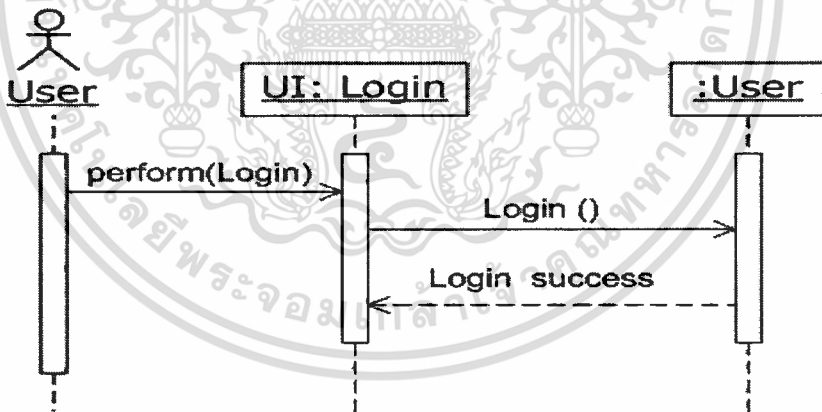 User
UI: Login
:User
perform(Login)
Login ()
Login success